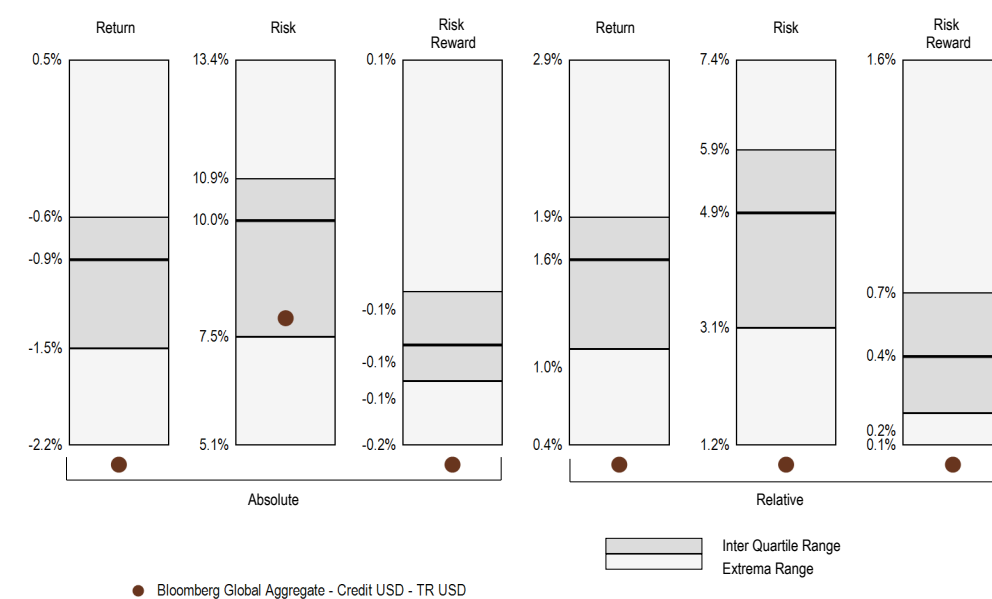 Return
Risk
Risk
Reward
Return
Risk
Risk
Reward
0.5%
13.4%
0.1%
2.9%
7.4%
1.6%
5.9%
10.9%
-0.6%
10.0%
1.9%
4.9%
-0.9%
1.6%
0.7%
-0.1%
7.5%
3.1%
-1.5%
-0.1%
1.0%
0.4%
-0.1%
0.2%
-2.2%
5.1%
-0.2%
0.4%
1.2%
0.1%
Absolute
Relative
Inter Quartile Range
Extrema Range
Bloomberg Global Aggregate - Credit USD - TR USD